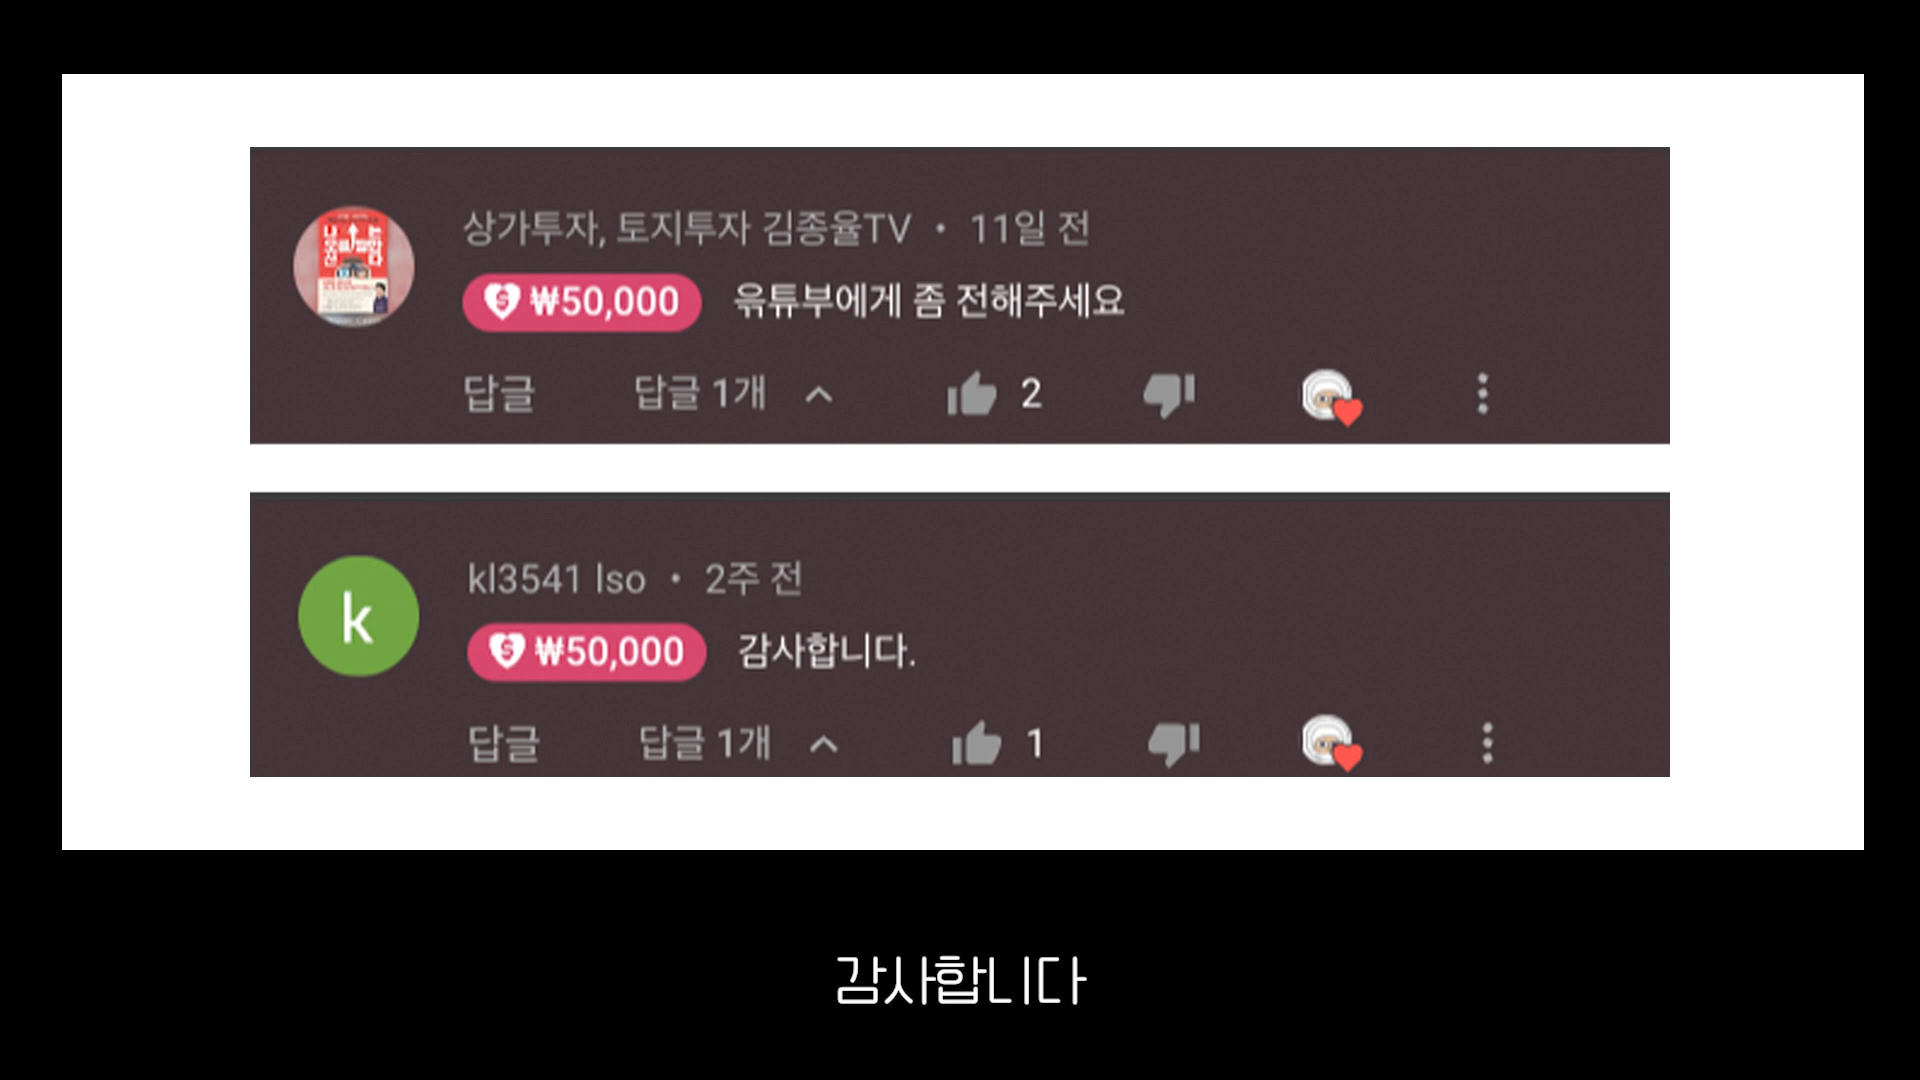 상가투자, 토지투자 김종율TV • 11일 전
₩50,000 윾튜부에게 좀 전해주세요
답글 답글 1개 2
k
kl3541 lso • 2주 전
₩50,000 감사합니다.
답글 답글 1개 1
감사합니다